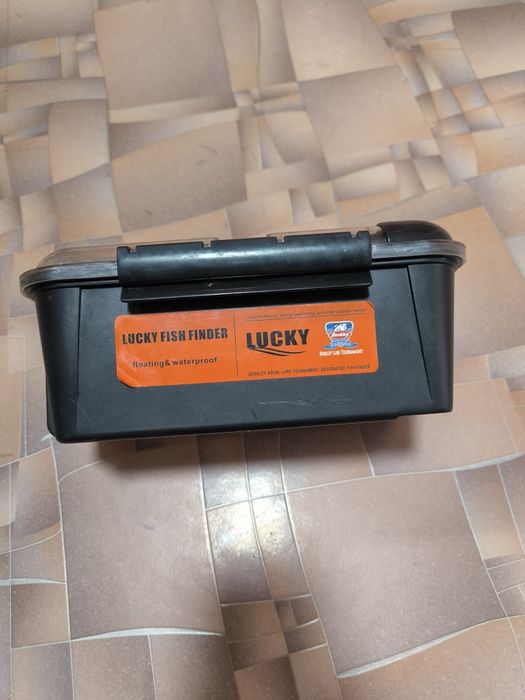 LUCKY FISH FINDER
floating& waterproof
LUCKY
Berkley
BERKLEY LURE TOURNAMENT
BERKLEY ASIAN LURE TOURNAMENT DESIGNATED FISH FINDER